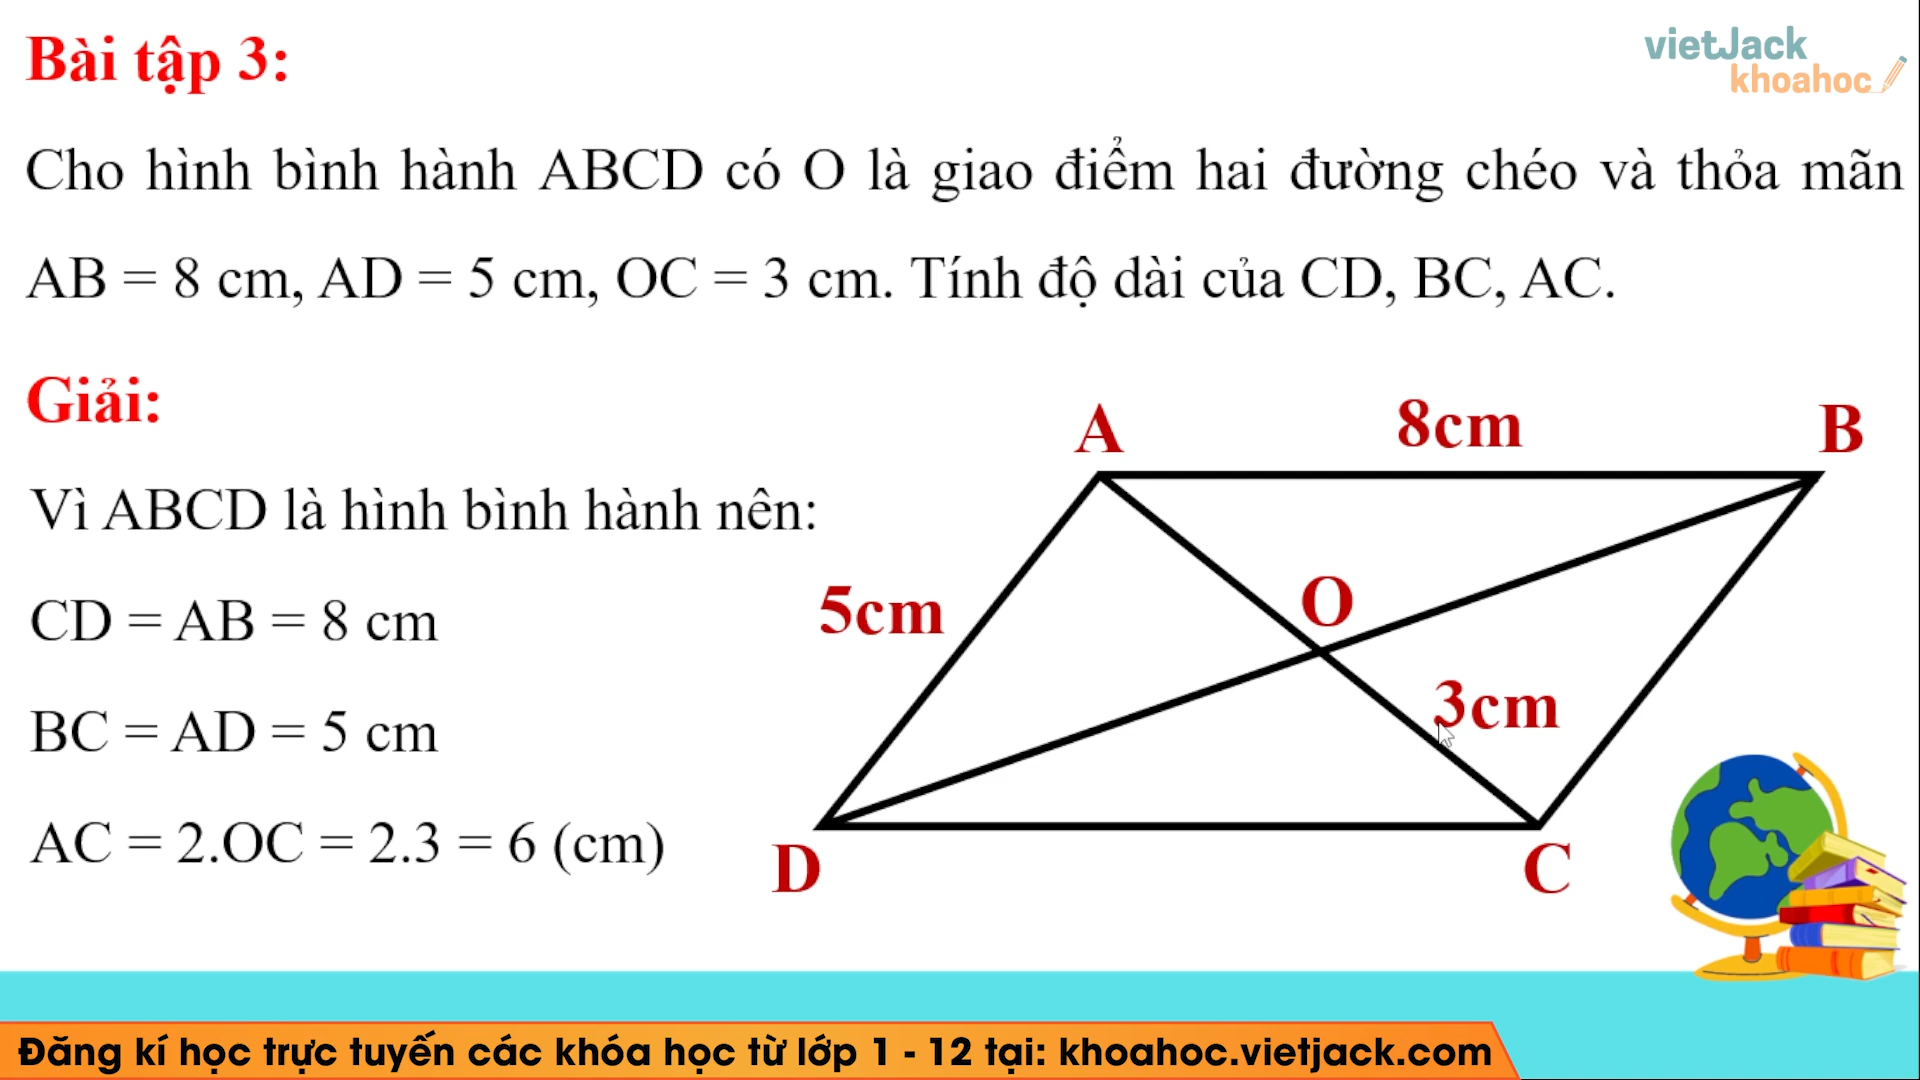 vietJack
khoahoc
Bài tập 3:
Cho hình bình hành ABCD có O là giao điểm hai đường chéo và thỏa mãn
AB = 8 cm, AD = 5 cm, OC = 3 cm. Tính độ dài của CD, BC, AC.
Giải:
Vì ABCD là hình bình hành nên:
CD = AB = 8 cm
BC = AD = 5 cm
AC = 2.OC = 2.3 = 6 (cm)
A
8cm
B
5cm
O
3cm
D
C
Đăng kí học trực tuyến các khóa học từ lớp 1 - 12 tại: khoahoc.vietjack.com